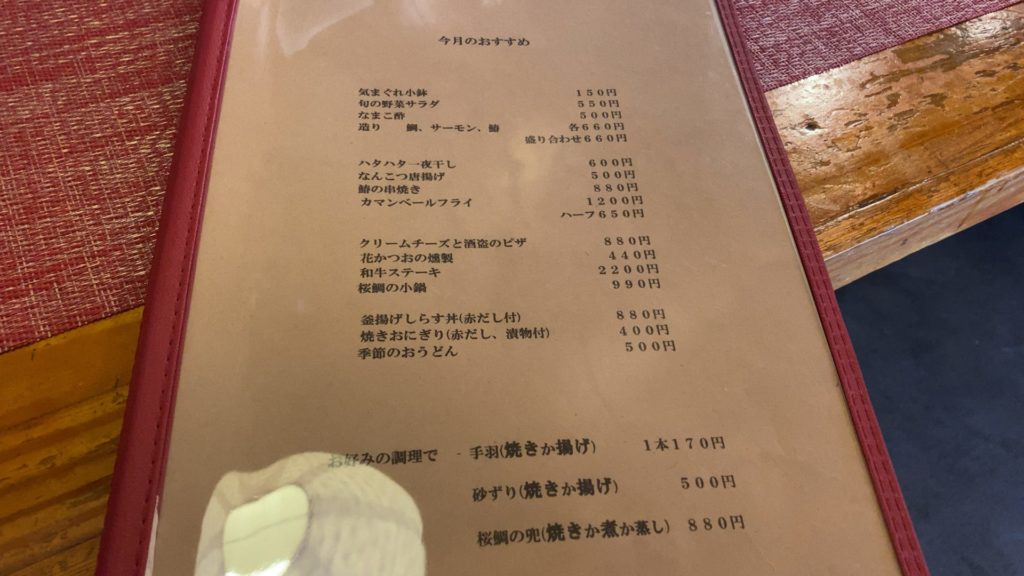 今月のおすすめ
気まぐれ小鉢 150円
旬の野菜サラダ 550円
なまこ酢 500円
造り 鯛、サーモン、鰆 各660円
盛り合わせ660円
ハタハタ一夜干し 600円
なんこつ唐揚げ 500円
鰆の串焼き 880円
カマンベールフライ 1200円
ハーフ650円
クリームチーズと酒盗のピザ 880円
花かつおの燻製 440円
和牛ステーキ 2200円
桜鯛の小鍋 990円
釜揚げしらす丼(赤だし付) 880円
焼きおにぎり(赤だし、漬物付) 400円
季節のおうどん 500円
お好みの調理で - 手羽(焼きか揚げ) 1本170円
砂ずり(焼きか揚げ) 500円
桜鯛の兜(焼きか煮か蒸し) 880円